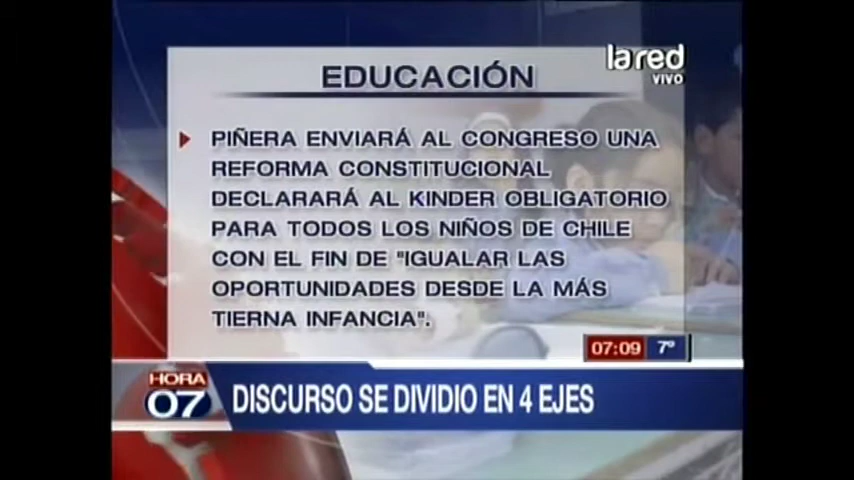 EDUCACIÓN
lared
VIVO
PIÑERA ENVIARÁ AL CONGRESO UNA
REFORMA CONSTITUCIONAL
DECLARARÁ AL KINDER OBLIGATORIO
PARA TODOS LOS NIÑOS DE CHILE
CON EL FIN DE "IGUALAR LAS
OPORTUNIDADES DESDE LA MÁS
TIERNA INFANCIA".
07:09 7º
HORA
07
DISCURSO SE DIVIDIO EN 4 EJES